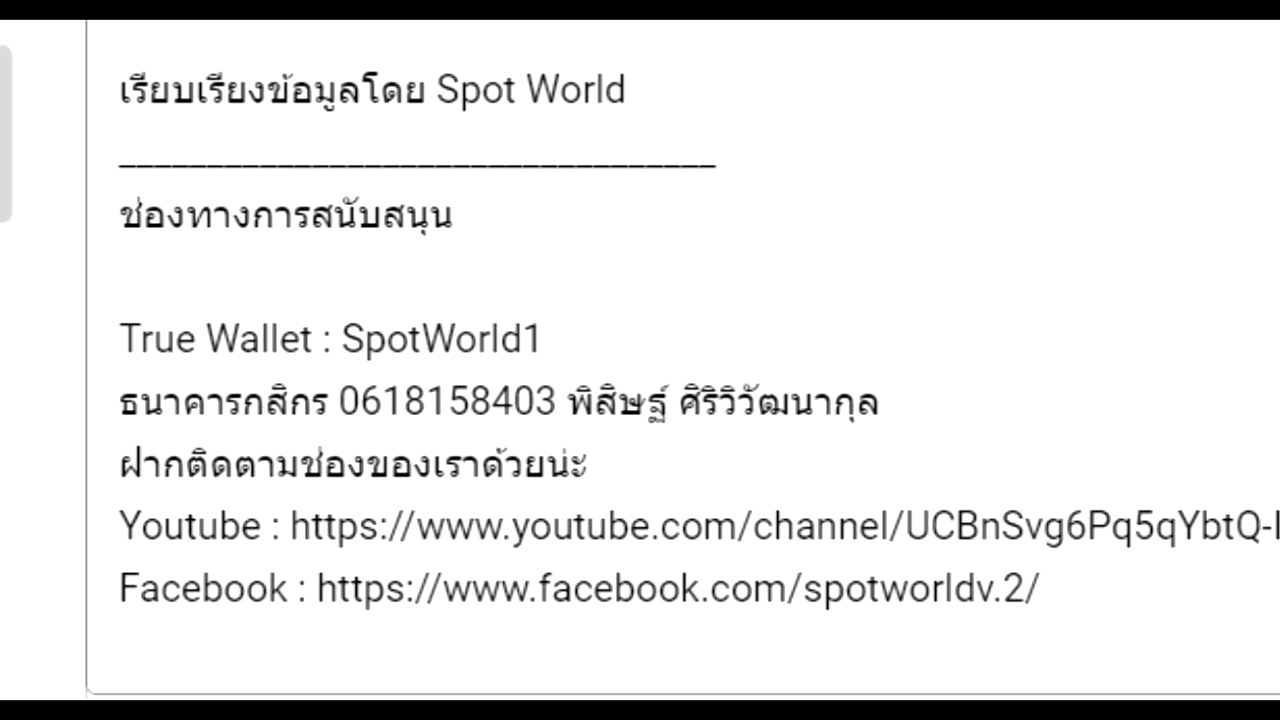 เรียบเรียงข้อมูลโดย Spot World
__________________________________
ช่องทางการสนับสนุน
True Wallet : SpotWorld1
ธนาคารกสิกร 0618158403 พิสิษฐ์ ศิริวิวัฒนากุล
ฝากติดตามช่องของเราด้วยน่ะ
Youtube : https://www.youtube.com/channel/UCBnSvg6Pq5qYbtQ-
Facebook : https://www.facebook.com/spotworldv.2/